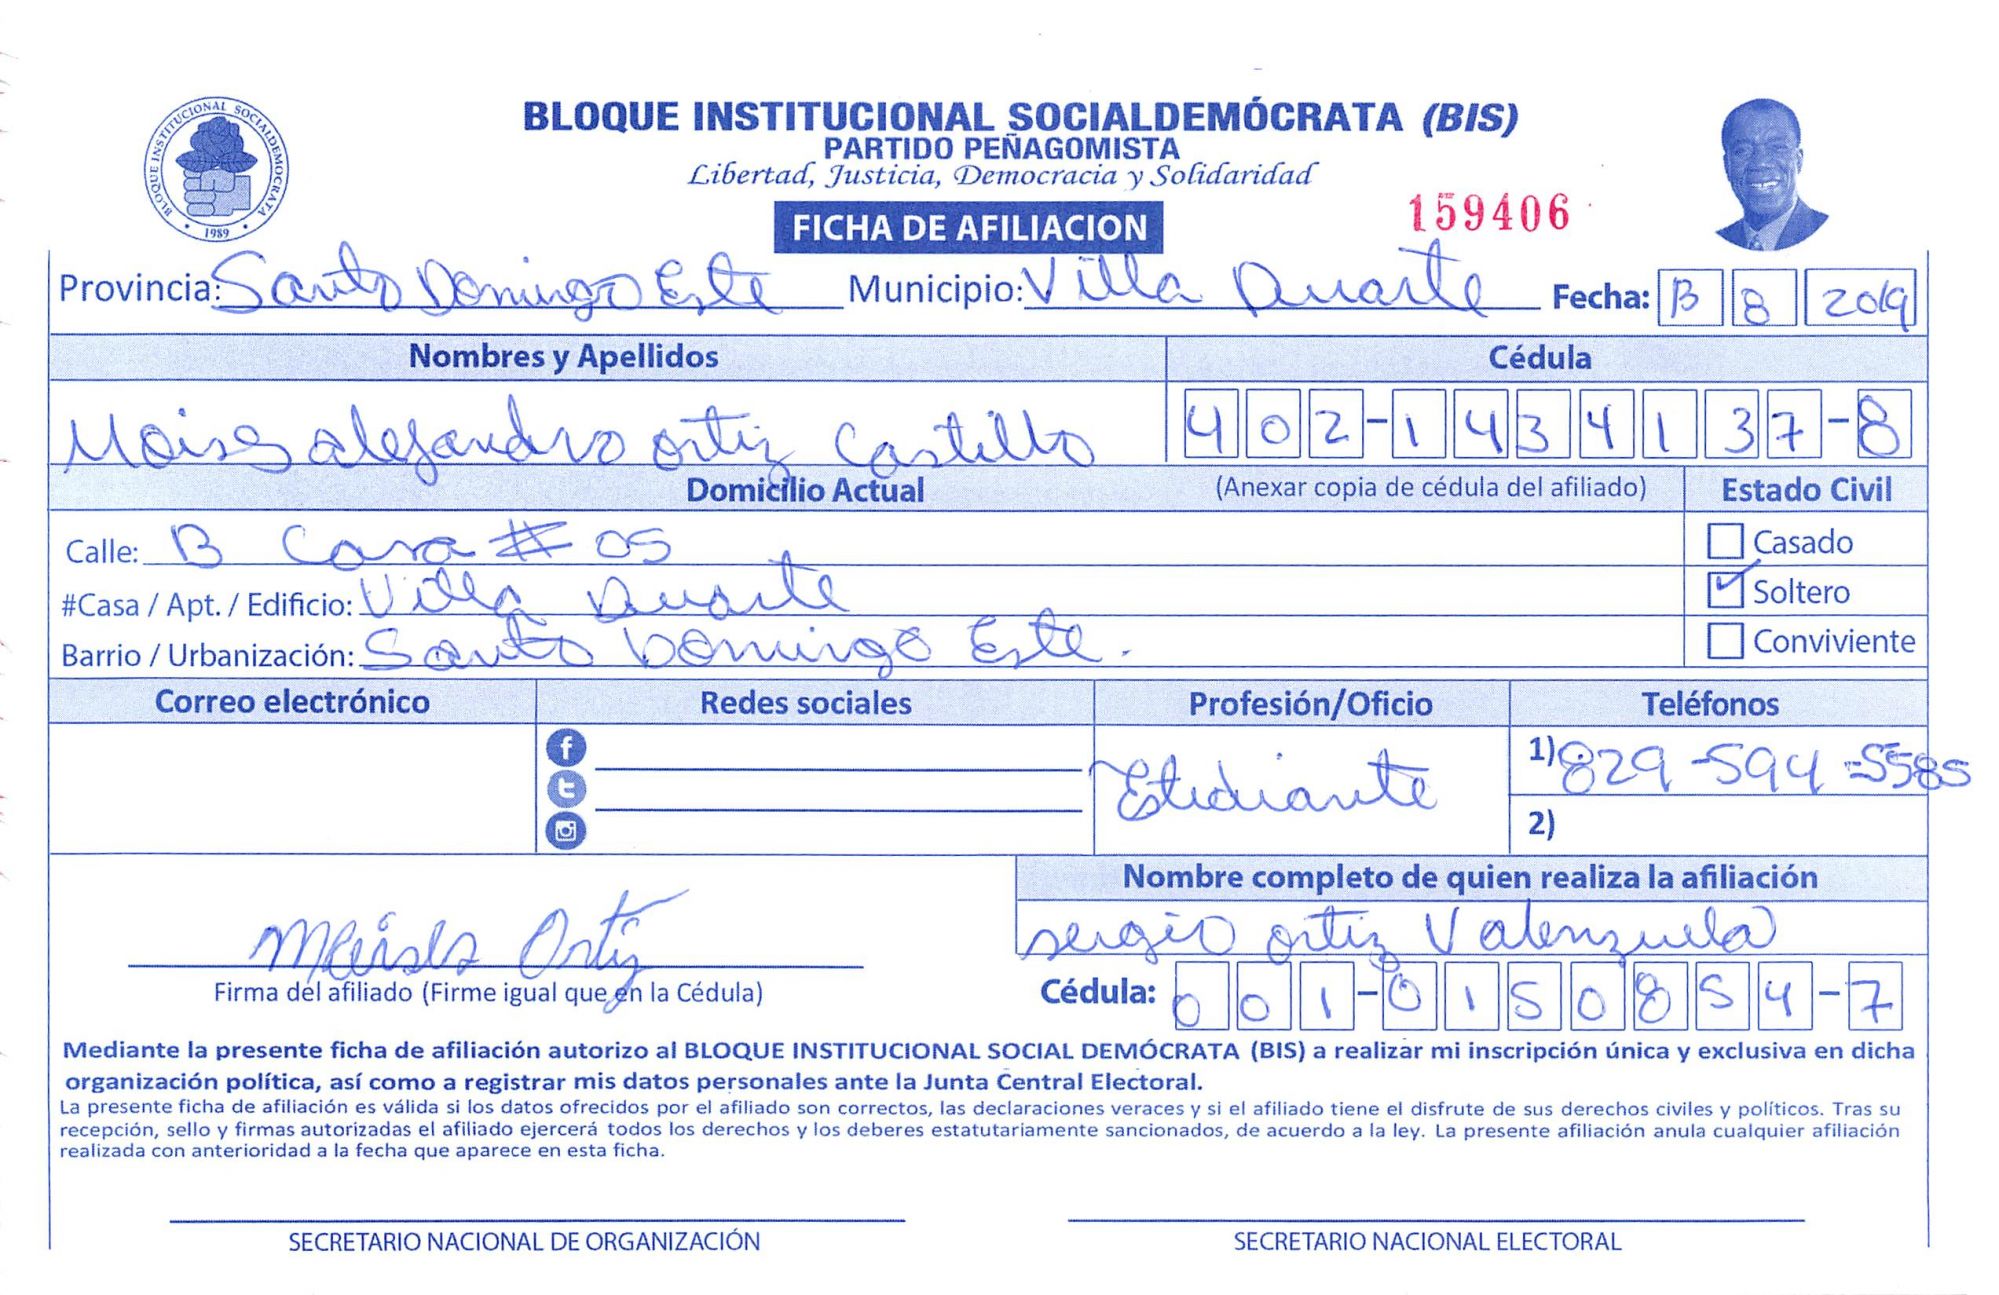 BLOQUE INSTITUCIONAL SOCIALDEMÓCRATA (BIS)
PARTIDO PEÑAGOMISTA
Libertad, Justicia, Democracia y Solidaridad
BLOQUE INSTITUCIONAL SOCIALDEMOCRATA
• 1989 •
159406
FICHA DE AFILIACION
Provincia: Santo Domingo Este Municipio: Villa Duarte Fecha: 13 8 2019
Nombres y Apellidos Cédula
Moises alejandro ortiz Castillo 402-1434137-8
Domicilio Actual (Anexar copia de cédula del afiliado) Estado Civil
Calle: B Casa # 05 Casado
#Casa / Apt. / Edificio: Villa Duarte Soltero
Barrio / Urbanización: Santo Domingo Este. Conviviente
Correo electrónico Redes sociales Profesión/Oficio Teléfonos
Estudiante 1) 829-594-5585
2)
Nombre completo de quien realiza la afiliación
Moises Ortiz sergio ortiz Valenzuela
Firma del afiliado (Firme igual que en la Cédula) Cédula: 001-0150854-7
Mediante la presente ficha de afiliación autorizo al BLOQUE INSTITUCIONAL SOCIAL DEMÓCRATA (BIS) a realizar mi inscripción única y exclusiva en dicha
organización política, así como a registrar mis datos personales ante la Junta Central Electoral.
La presente ficha de afiliación es válida si los datos ofrecidos por el afiliado son correctos, las declaraciones veraces y si el afiliado tiene el disfrute de sus derechos civiles y políticos. Tras su
recepción, sello y firmas autorizadas el afiliado ejercerá todos los derechos y los deberes estatutariamente sancionados, de acuerdo a la ley. La presente afiliación anula cualquier afiliación
realizada con anterioridad a la fecha que aparece en esta ficha.
SECRETARIO NACIONAL DE ORGANIZACIÓN SECRETARIO NACIONAL ELECTORAL